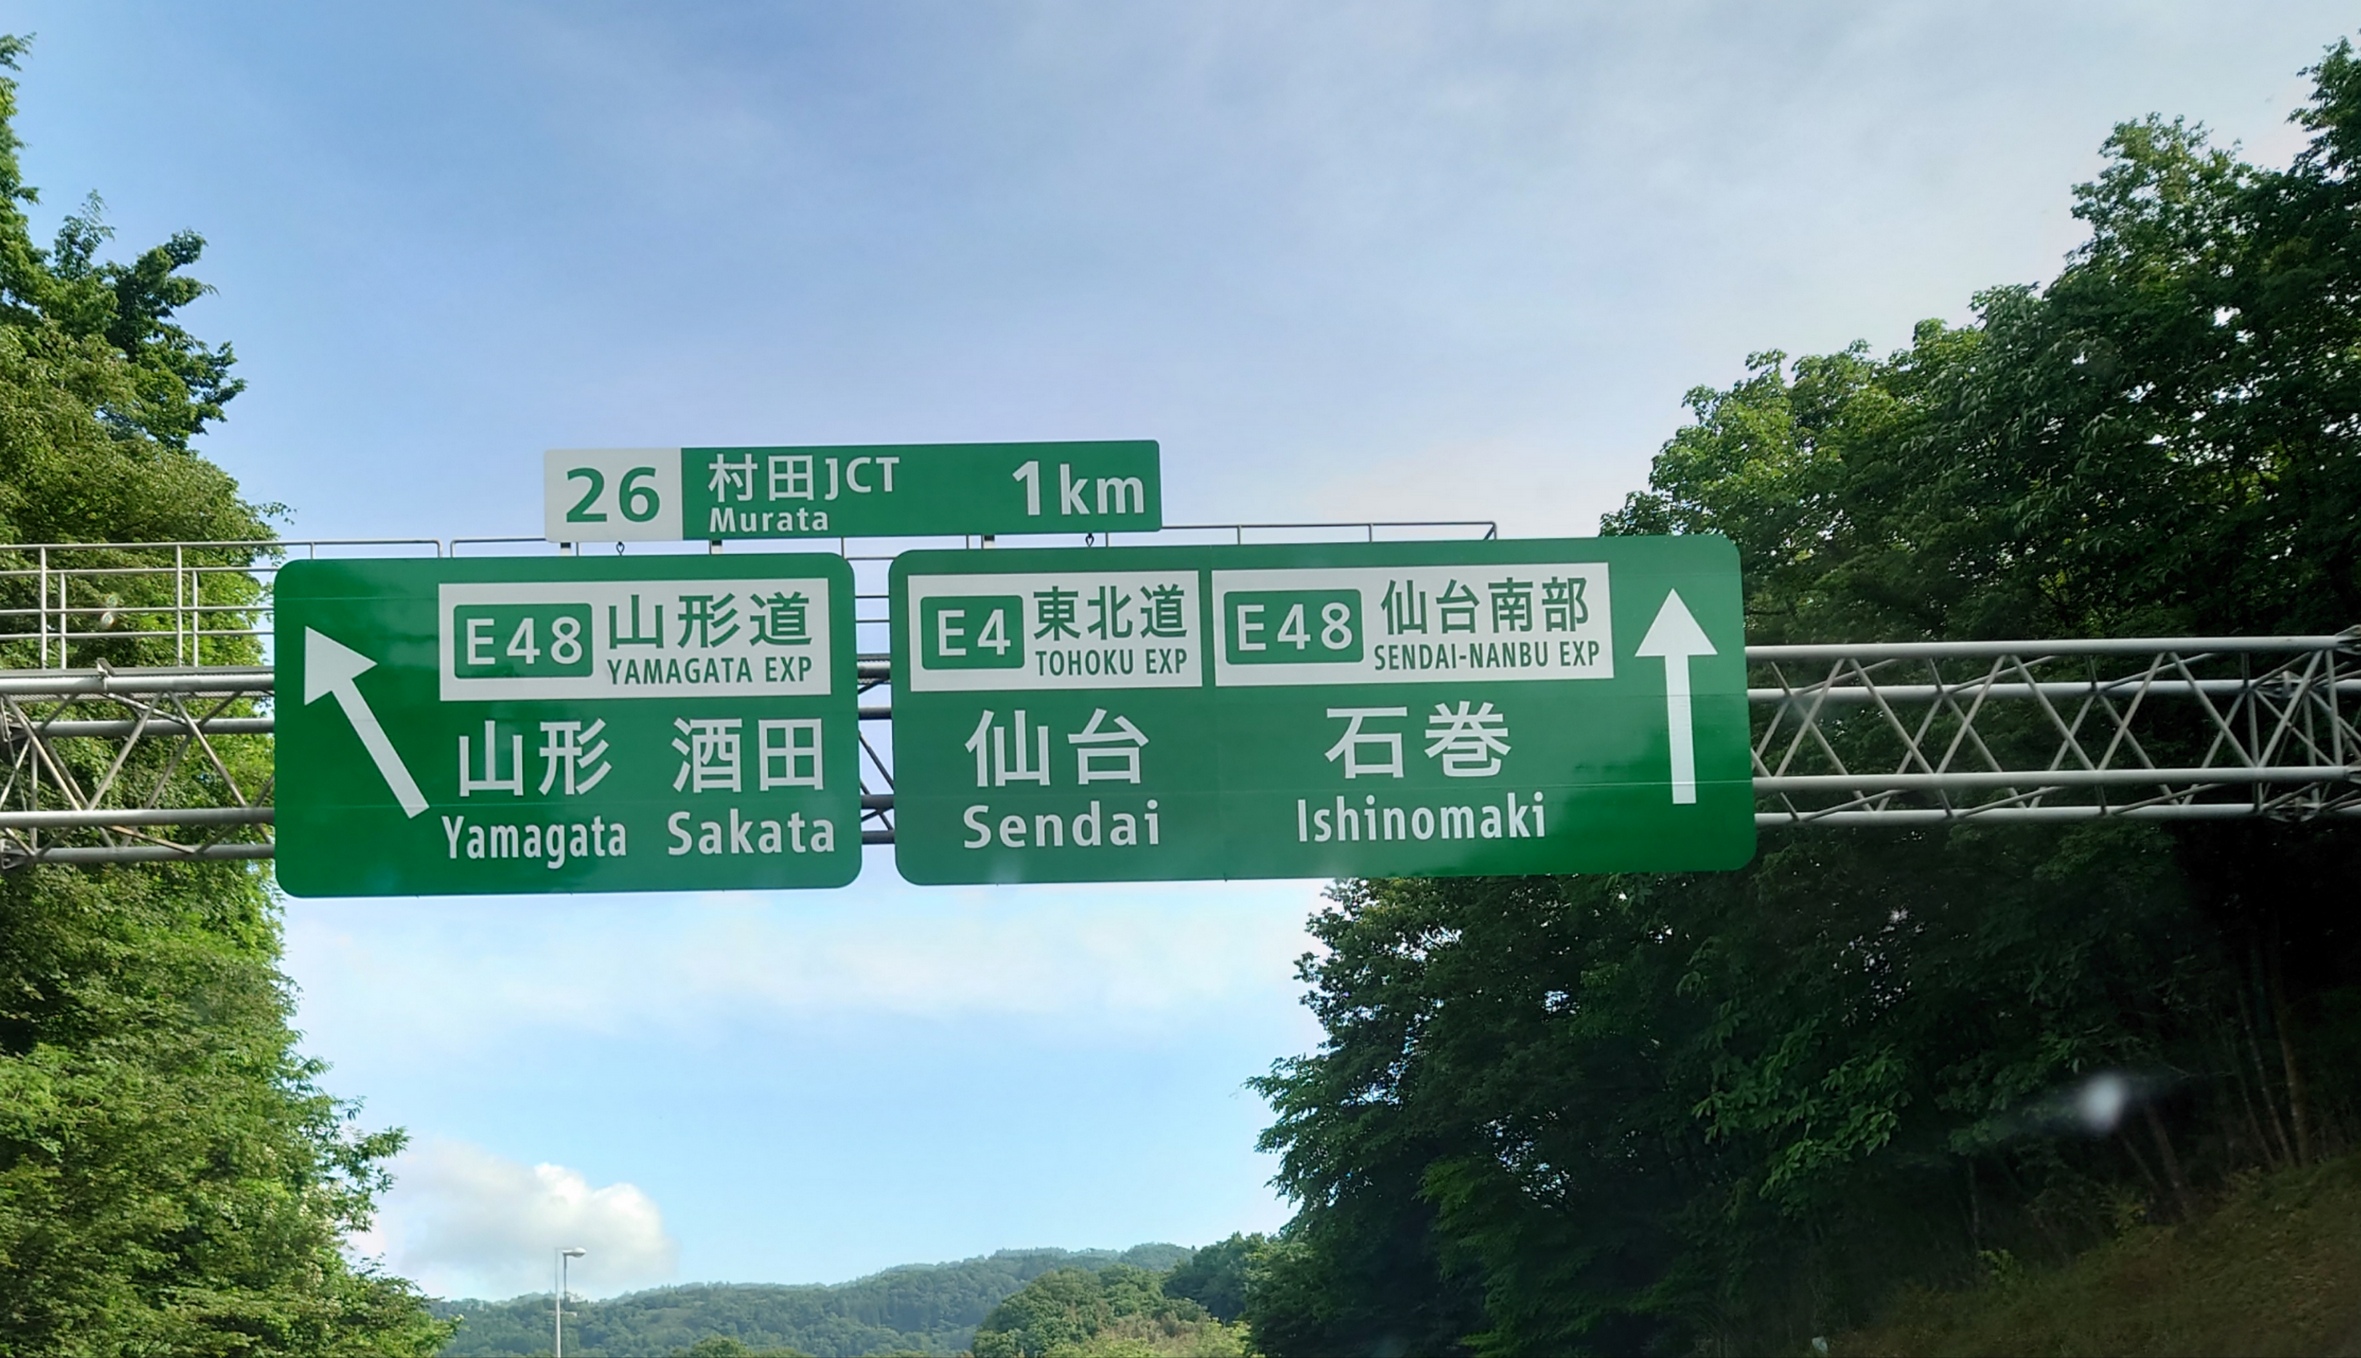 26 村田JCT 1km
Murata
E48 山形道
YAMAGATA EXP
山形 酒田
Yamagata Sakata
E4 東北道 E48 仙台南部
TOHOKU EXP SENDAI-NANBU EXP
仙台 石巻
Sendai Ishinomaki